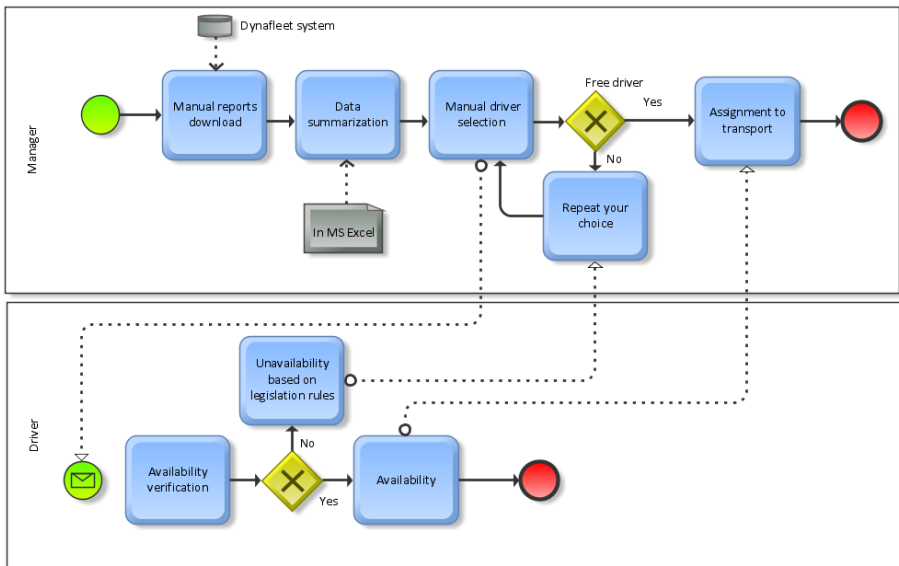 Dynafleet system
Manager
Manual reports
download
Data
summarization
Manual driver
selection
Free driver
Yes
No
Assignment to
transport
Repeat your
choice
In MS Excel
Driver
Unavailability
based on
legislation rules
No
Availability
verification
Yes
Availability